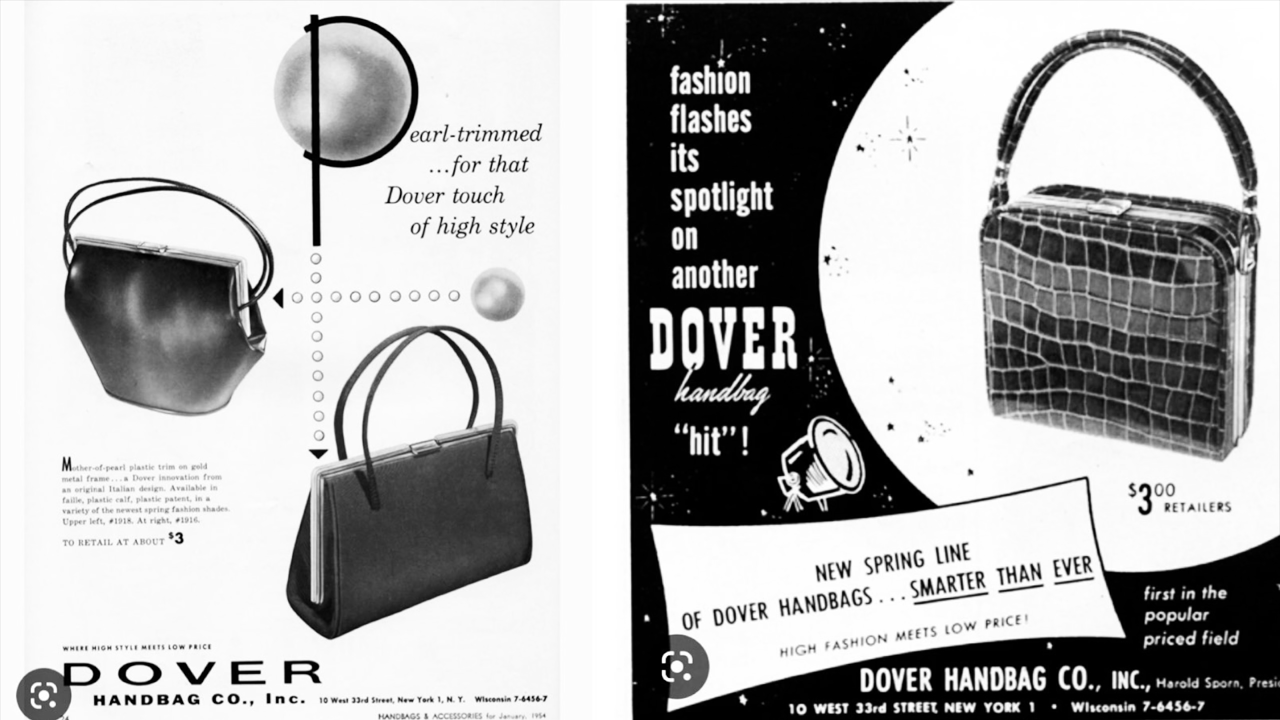 Pearl-trimmed
...for that
Dover touch
of high style
Mother-of-pearl plastic trim on gold
metal frame...a Dover innovation from
an original Italian design. Available in
faille, plastic calf, plastic patent, in a
variety of the newest spring fashion shades.
Upper left, #1918. At right, #1916.
TO RETAIL AT ABOUT $3
WHERE HIGH STYLE MEETS LOW PRICE
DOVER
HANDBAG CO., Inc. 10 West 33rd Street, New York 1, N. Y. WIsconsin 7-6456-7
HANDBAGS & ACCESSORIES for January, 1954
fashion
flashes
its
spotlight
on
another
DOVER
handbag
"hit"!
$3.00
RETAILERS
NEW SPRING LINE
OF DOVER HANDBAGS...SMARTER THAN EVER
HIGH FASHION MEETS LOW PRICE!
first in the
popular
priced field
DOVER HANDBAG CO., INC., Harold Sporn, Presi
10 WEST 33rd STREET, NEW YORK 1 • WIsconsin 7-6456-7